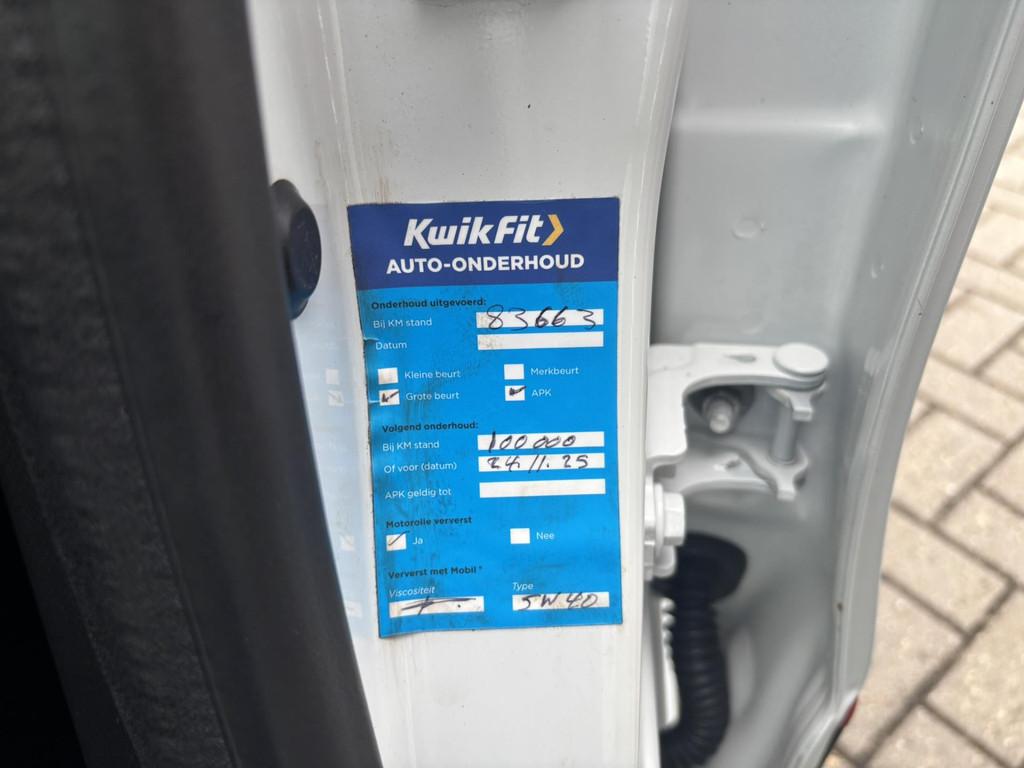 KwikFit
AUTO-ONDERHOUD
Onderhoud uitgevoerd:
Bij KM stand 83663
Datum
Kleine beurt Merkbeurt
Grote beurt APK
Volgend onderhoud:
Bij KM stand 100000
Of voor (datum) 24.11.25
APK geldig tot
Motorolie ververst
Ja Nee
Ververst met Mobil*
Viscositeit Type
5W40